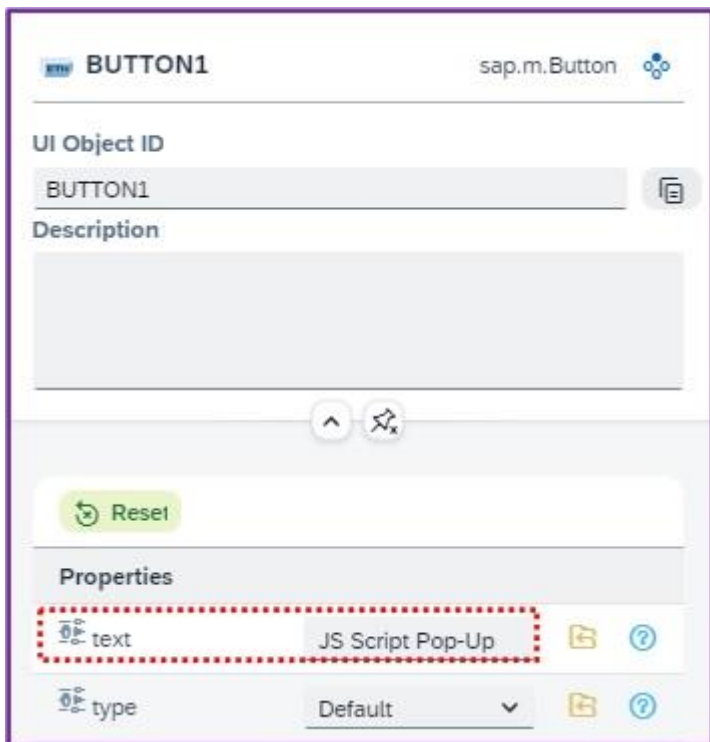 BUTTON1 sap.m.Button
UI Object ID
BUTTON1
Description
Reset
Properties
text JS Script Pop-Up
type Default